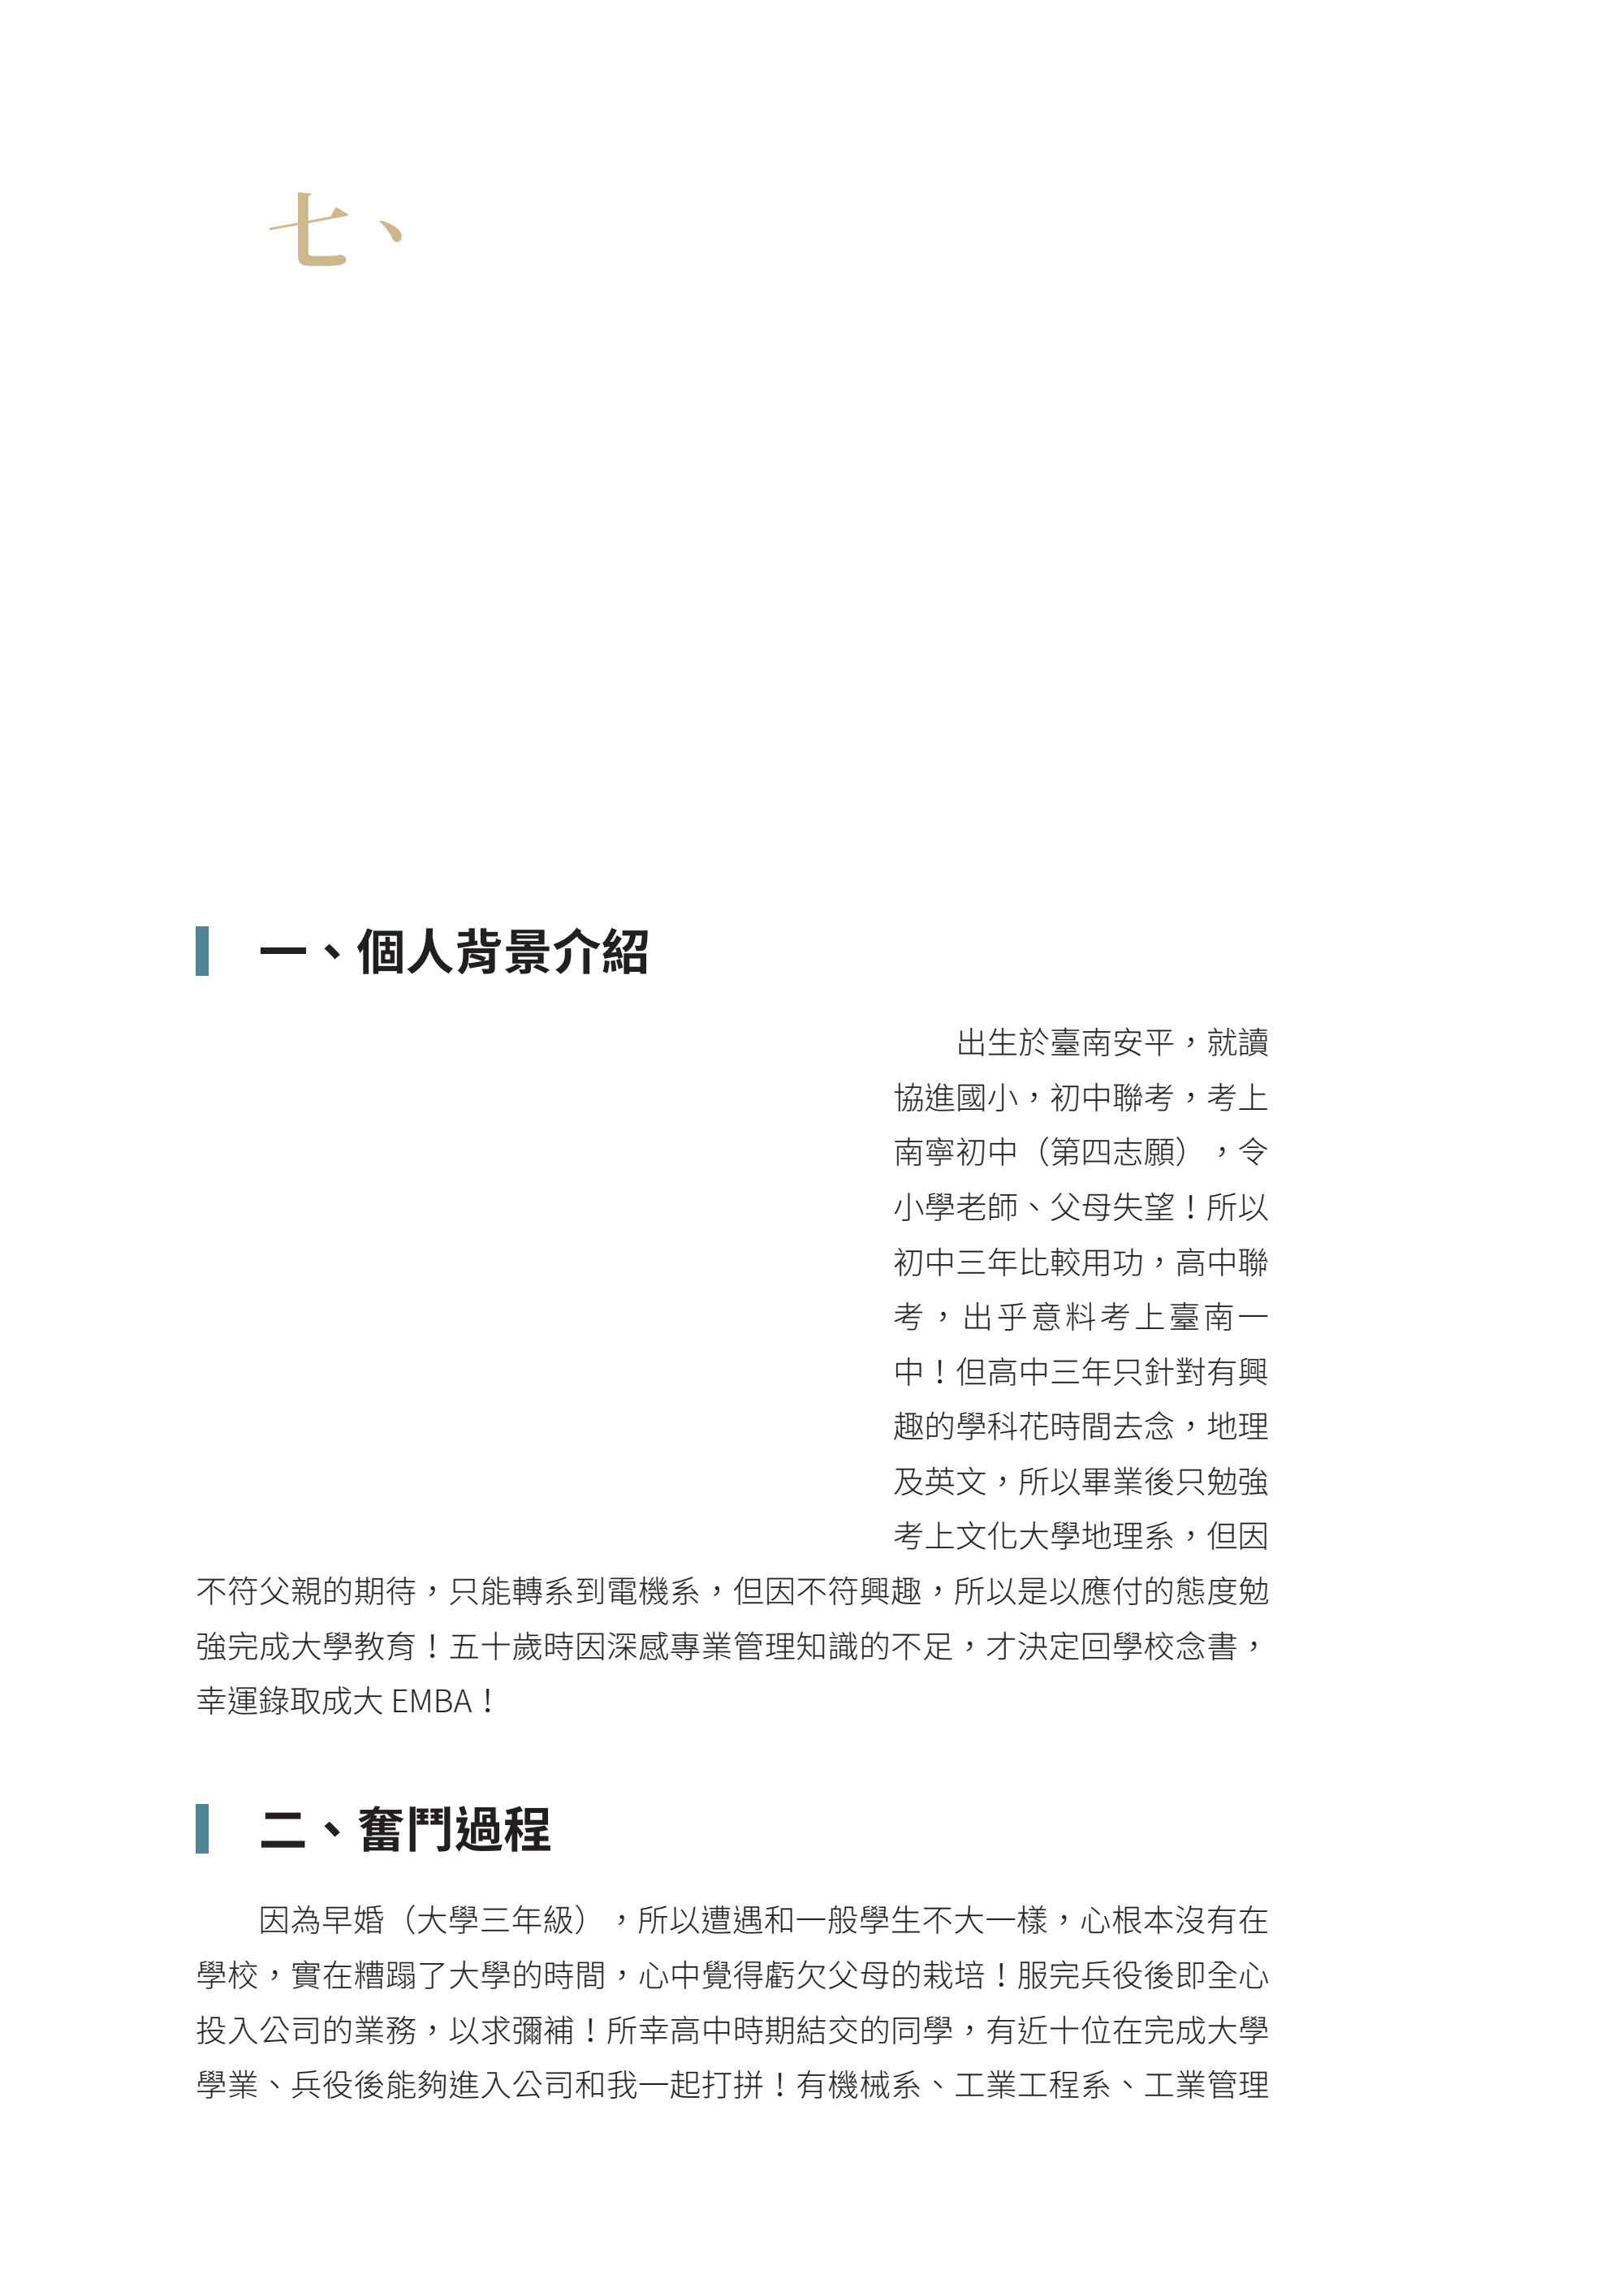 七、
一、個人背景介紹
出生於臺南安平，就讀
協進國小，初中聯考，考上
南寧初中（第四志願），令
小學老師、父母失望！所以
初中三年比較用功，高中聯
考，出乎意料考上臺南一
中！但高中三年只針對有興
趣的學科花時間去念，地理
及英文，所以畢業後只勉強
考上文化大學地理系，但因
不符父親的期待，只能轉系到電機系，但因不符興趣，所以是以應付的態度勉
強完成大學教育！五十歲時因深感專業管理知識的不足，才決定回學校念書，
幸運錄取成大 EMBA！
二、奮鬥過程
因為早婚（大學三年級），所以遭遇和一般學生不大一樣，心根本沒有在
學校，實在糟蹋了大學的時間，心中覺得虧欠父母的栽培！服完兵役後即全心
投入公司的業務，以求彌補！所幸高中時期結交的同學，有近十位在完成大學
學業、兵役後能夠進入公司和我一起打拼！有機械系、工業工程系、工業管理